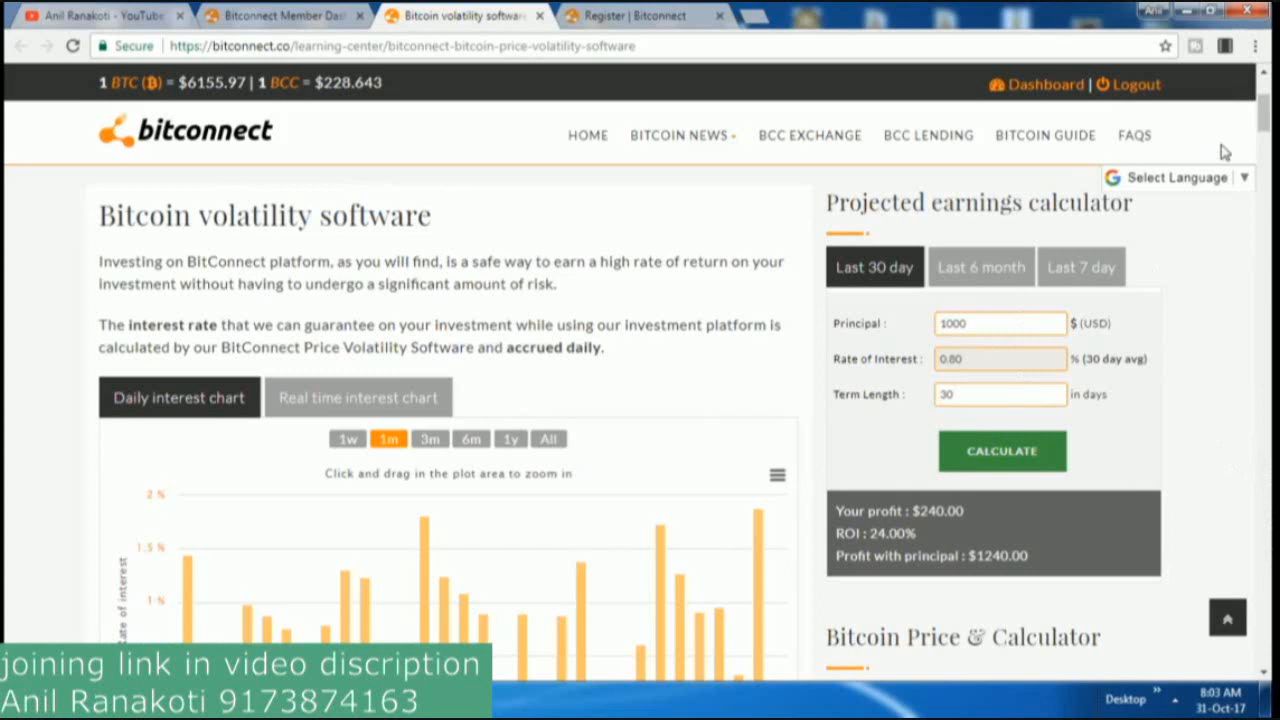 Anil Ranakoti - YouTube
Bitconnect Member Das
Bitcoin volatility softwar
Register | Bitconnect
Secure
https://bitconnect.co/learning-center/bitconnect-bitcoin-price-volatility-software
1 BTC (₿) = $6155.97 | 1 BCC = $228.643
Dashboard | Logout
bitconnect
HOME BITCOIN NEWS BCC EXCHANGE BCC LENDING BITCOIN GUIDE FAQS
Select Language ▼
Bitcoin volatility software
Investing on BitConnect platform, as you will find, is a safe way to earn a high rate of return on your
investment without having to undergo a significant amount of risk.
The interest rate that we can guarantee on your investment while using our investment platform is
calculated by our BitConnect Price Volatility Software and accrued daily.
Daily interest chart
Real time interest chart
1w 1m 3m 6m 1y All
Click and drag in the plot area to zoom in
2 %
1.5 %
1 %
Rate of interest
Projected earnings calculator
Last 30 day Last 6 month Last 7 day
Principal : 1000 $ (USD)
Rate of Interest : 0.80 % (30 day avg)
Term Length : 30 in days
CALCULATE
Your profit : $240.00
ROI : 24.00%
Profit with principal : $1240.00
Bitcoin Price & Calculator
joining link in video discription
Anil Ranakoti 9173874163
Desktop
8:03 AM
31-Oct-17